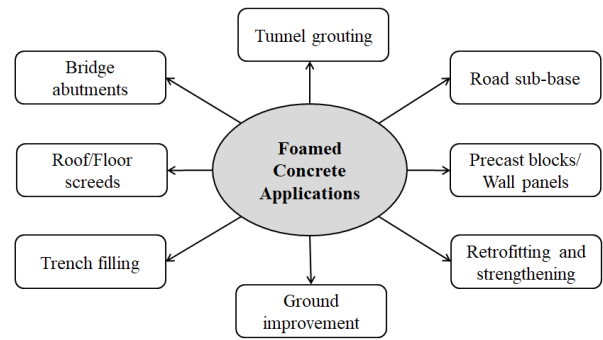 Tunnel grouting
Bridge
abutments
Road sub-base
Foamed
Concrete
Applications
Roof/Floor
screeds
Precast blocks/
Wall panels
Trench filling
Retrofitting and
strengthening
Ground
improvement